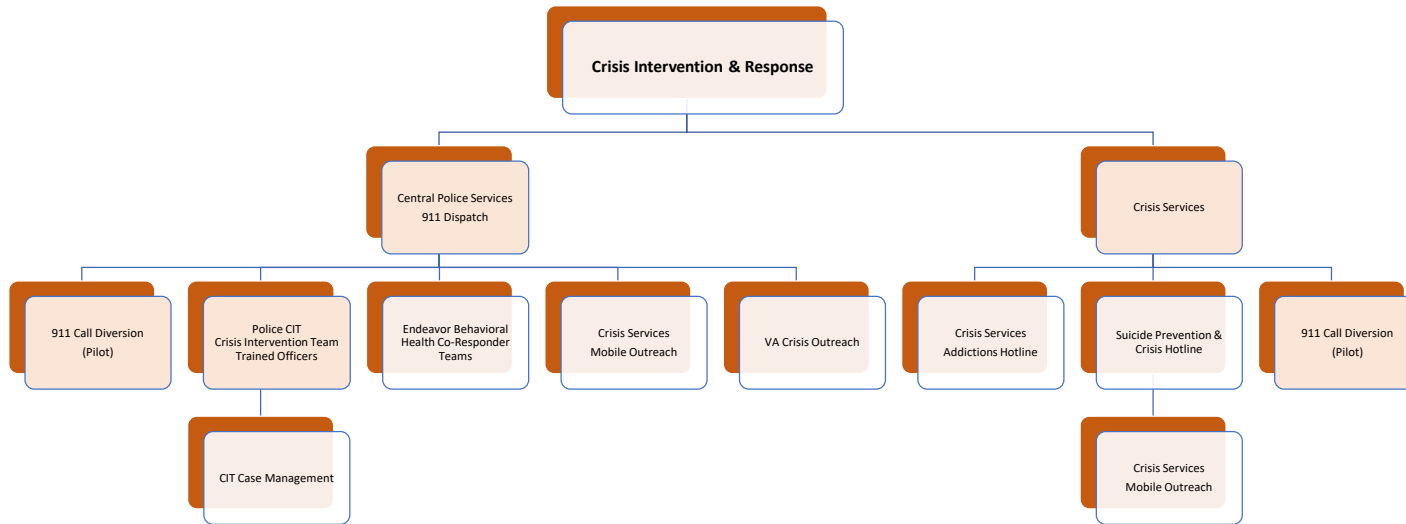 Crisis Intervention & Response
Central Police Services
911 Dispatch
Crisis Services
911 Call Diversion
(Pilot)
Police CIT
Crisis Intervention Team
Trained Officers
Endeavor Behavioral
Health Co-Responder
Teams
Crisis Services
Mobile Outreach
VA Crisis Outreach
Crisis Services
Addictions Hotline
Suicide Prevention &
Crisis Hotline
911 Call Diversion
(Pilot)
CIT Case Management
Crisis Services
Mobile Outreach